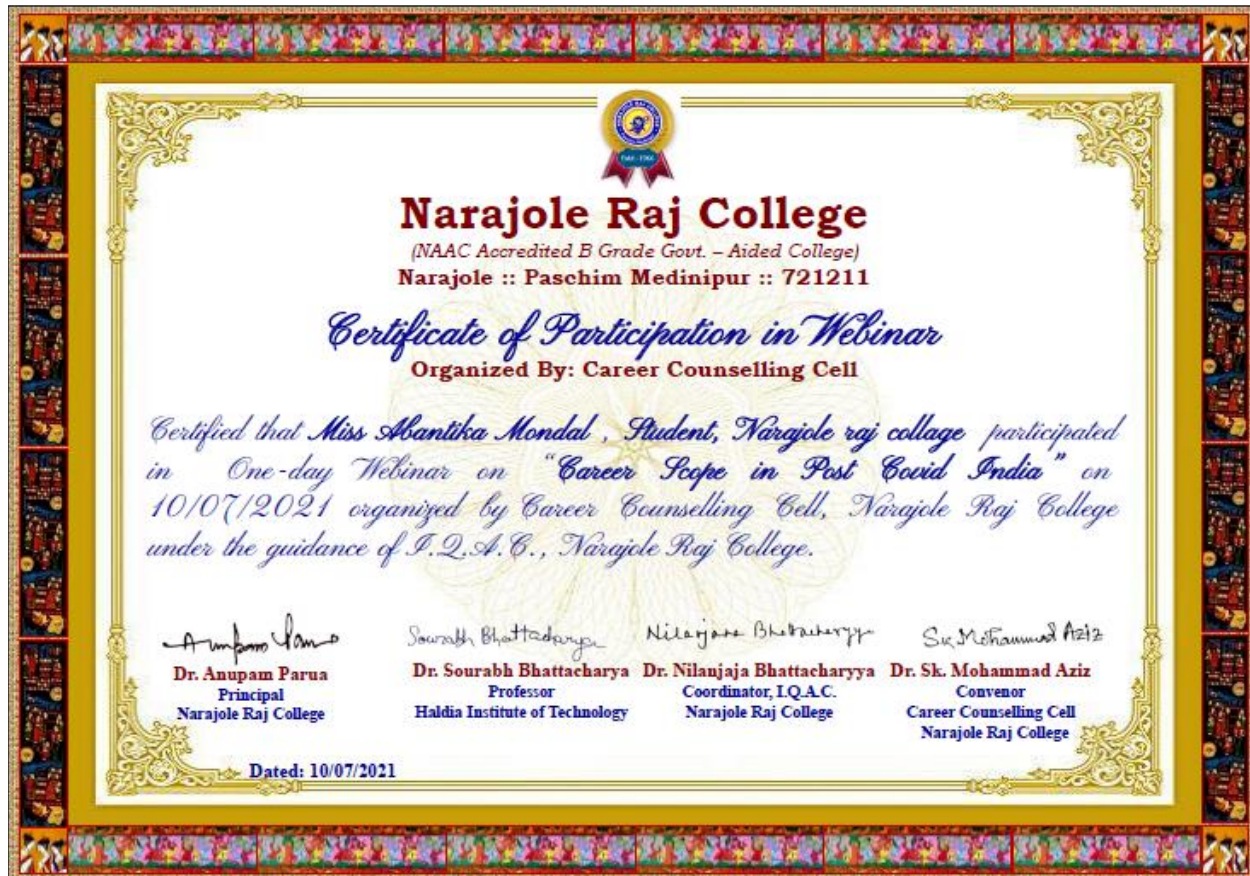 Narajole Raj College
(NAAC Accredited B Grade Govt. – Aided College)
Narajole :: Paschim Medinipur :: 721211
Certificate of Participation in Webinar
Organized By: Career Counselling Cell
Certified that Miss Abantika Mondal , Student, Narajole raj collage participated
in One-day Webinar on "Career Scope in Post Covid India" on
10/07/2021 organized by Career Counselling Cell, Narajole Raj College
under the guidance of I.Q.A.C., Narajole Raj College.
Sourabh Bhattacharya
Sk Mohammad Aziz
Dr. Anupam Parua
Principal
Narajole Raj College
Dr. Sourabh Bhattacharya
Professor
Haldia Institute of Technology
Dr. Nilanjaja Bhattacharyya
Coordinator, I.Q.A.C.
Narajole Raj College
Dr. Sk. Mohammad Aziz
Convenor
Career Counselling Cell
Narajole Raj College
Dated: 10/07/2021